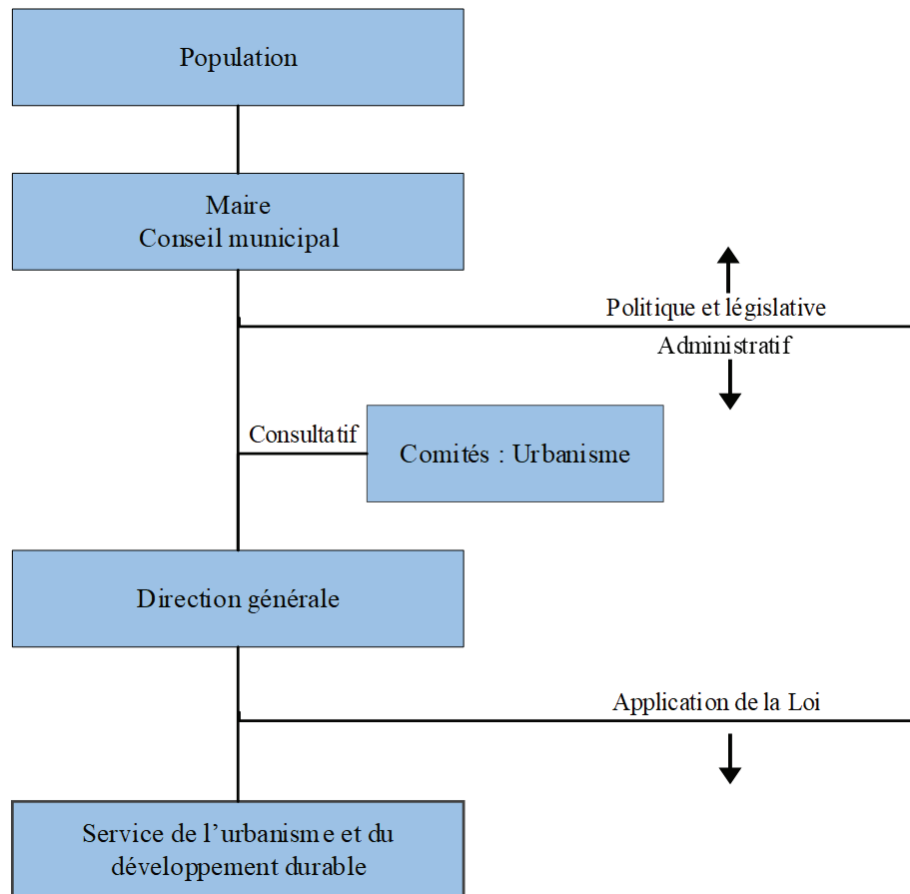 Population
Maire
Conseil municipal
Politique et législative
Administratif
Consultatif
Comités : Urbanisme
Direction générale
Application de la Loi
Service de l’urbanisme et du
développement durable